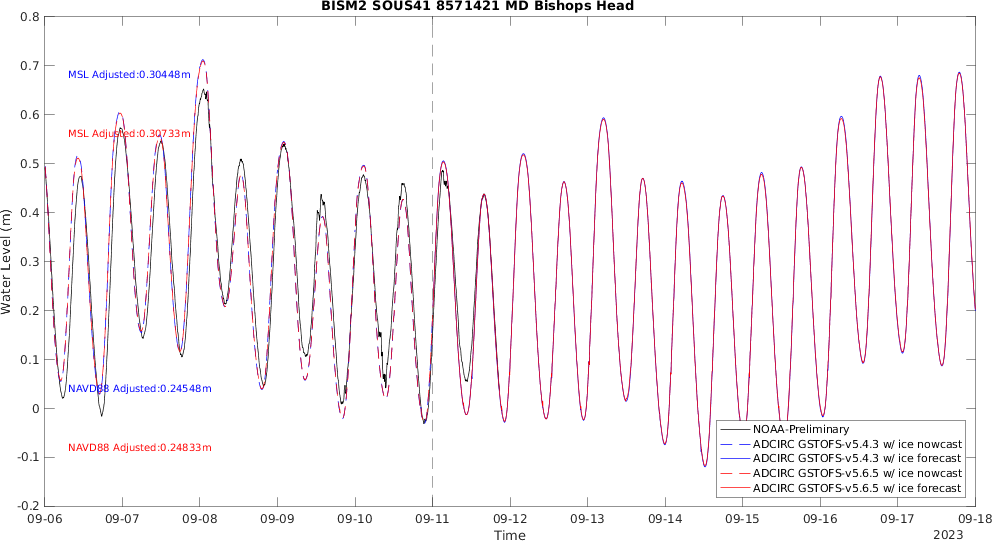 BISM2 SOUS41 8571421 MD Bishops Head
Water Level (m)
0.8
0.7
0.6
0.5
0.4
0.3
0.2
0.1
0
-0.1
-0.2
MSL Adjusted:0.30448m
MSL Adjusted:0.30733m
NAVD88 Adjusted:0.24548m
NAVD88 Adjusted:0.24833m
NOAA-Preliminary
ADCIRC GSTOFS-v5.4.3 w/ ice nowcast
ADCIRC GSTOFS-v5.4.3 w/ ice forecast
ADCIRC GSTOFS-v5.6.5 w/ ice nowcast
ADCIRC GSTOFS-v5.6.5 w/ ice forecast
09-06 09-07 09-08 09-09 09-10 09-11 09-12 09-13 09-14 09-15 09-16 09-17 09-18
Time
2023